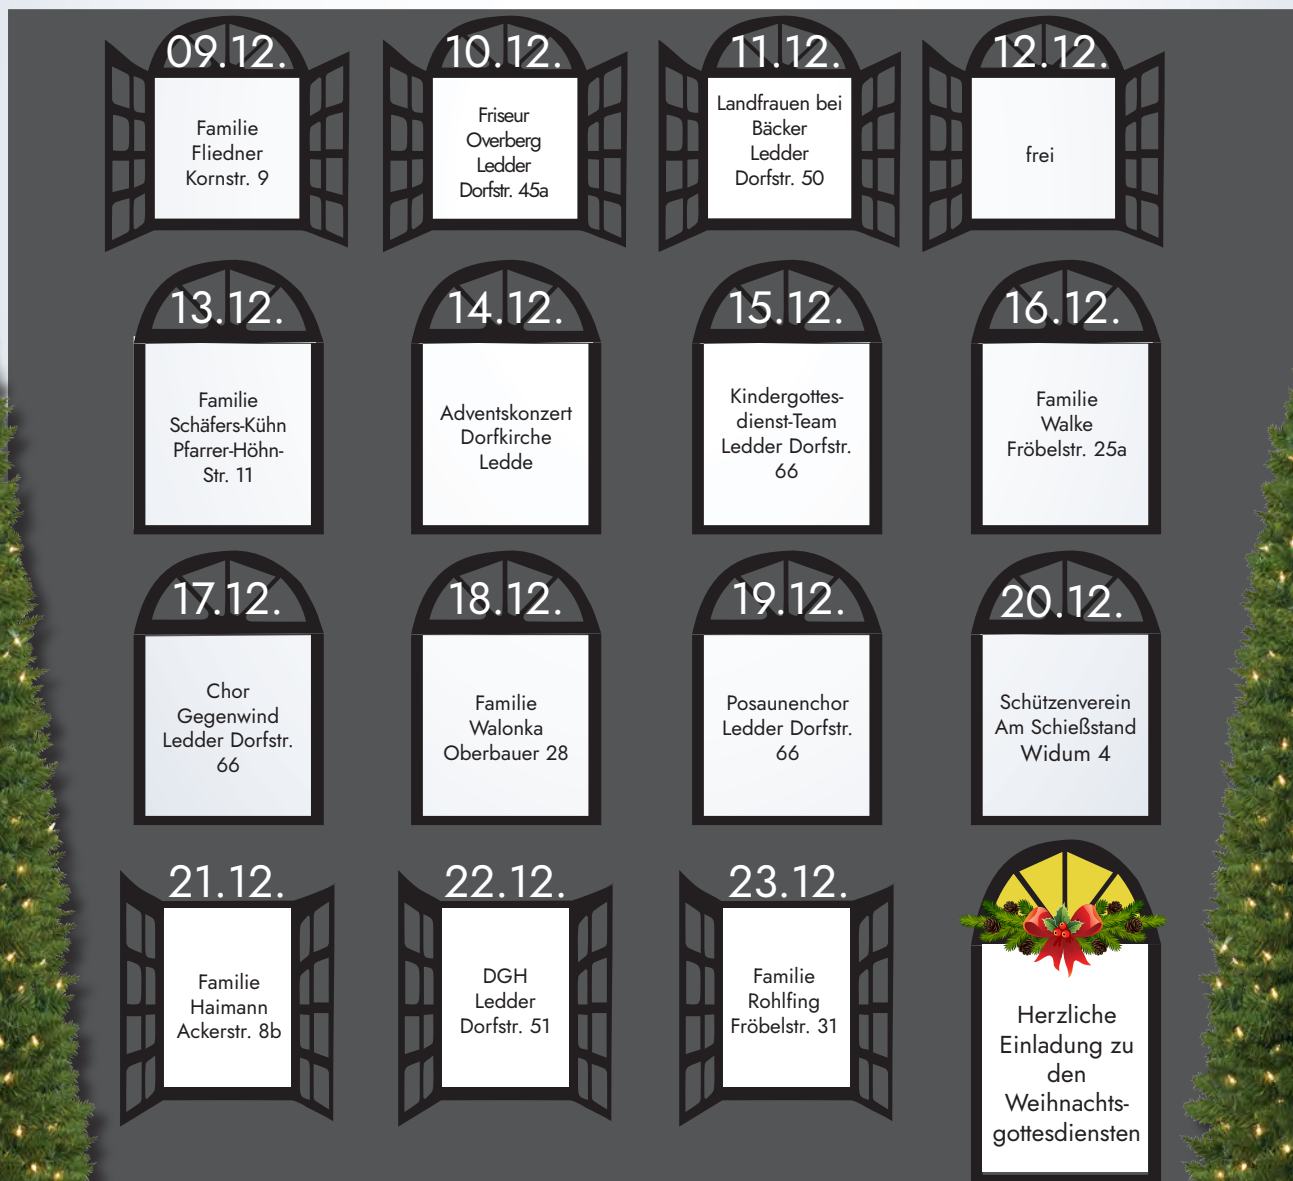 09.12.
Familie
Fliedner
Kornstr. 9
10.12.
Friseur
Overberg
Ledder
Dorfstr. 45a
11.12.
Landfrauen bei
Bäcker
Ledder
Dorfstr. 50
12.12.
frei
13.12.
Familie
Schäfers-Kühn
Pfarrer-Höhn-
Str. 11
14.12.
Adventskonzert
Dorfkirche
Ledde
15.12.
Kindergottes-
dienst-Team
Ledder Dorfstr.
66
16.12.
Familie
Walke
Fröbelstr. 25a
17.12.
Chor
Gegenwind
Ledder Dorfstr.
66
18.12.
Familie
Walonka
Oberbauer 28
19.12.
Posaunenchor
Ledder Dorfstr.
66
20.12.
Schützenverein
Am Schießstand
Widum 4
21.12.
Familie
Haimann
Ackerstr. 8b
22.12.
DGH
Ledder
Dorfstr. 51
23.12.
Familie
Rohlfing
Fröbelstr. 31
Herzliche
Einladung zu
den
Weihnachts-
gottesdiensten